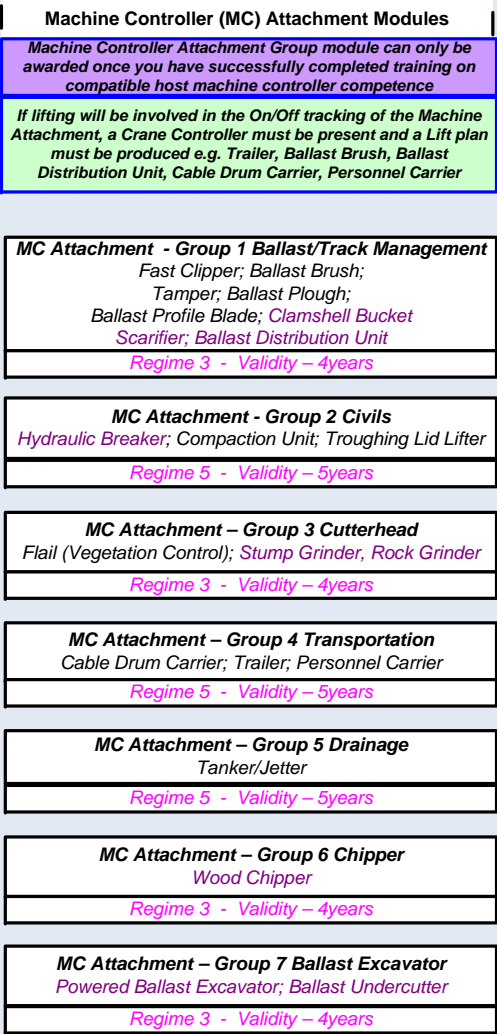 Machine Controller (MC) Attachment Modules
Machine Controller Attachment Group module can only be
awarded once you have successfully completed training on
compatible host machine controller competence
If lifting will be involved in the On/Off tracking of the Machine
Attachment, a Crane Controller must be present and a Lift plan
must be produced e.g. Trailer, Ballast Brush, Ballast
Distribution Unit, Cable Drum Carrier, Personnel Carrier
MC Attachment - Group 1 Ballast/Track Management
Fast Clipper; Ballast Brush;
Tamper; Ballast Plough;
Ballast Profile Blade; Clamshell Bucket
Scarifier; Ballast Distribution Unit
Regime 3 - Validity – 4years
MC Attachment - Group 2 Civils
Hydraulic Breaker; Compaction Unit; Troughing Lid Lifter
Regime 5 - Validity – 5years
MC Attachment – Group 3 Cutterhead
Flail (Vegetation Control); Stump Grinder, Rock Grinder
Regime 3 - Validity – 4years
MC Attachment – Group 4 Transportation
Cable Drum Carrier; Trailer; Personnel Carrier
Regime 5 - Validity – 5years
MC Attachment – Group 5 Drainage
Tanker/Jetter
Regime 5 - Validity – 5years
MC Attachment – Group 6 Chipper
Wood Chipper
Regime 3 - Validity – 4years
MC Attachment – Group 7 Ballast Excavator
Powered Ballast Excavator; Ballast Undercutter
Regime 3 - Validity – 4years